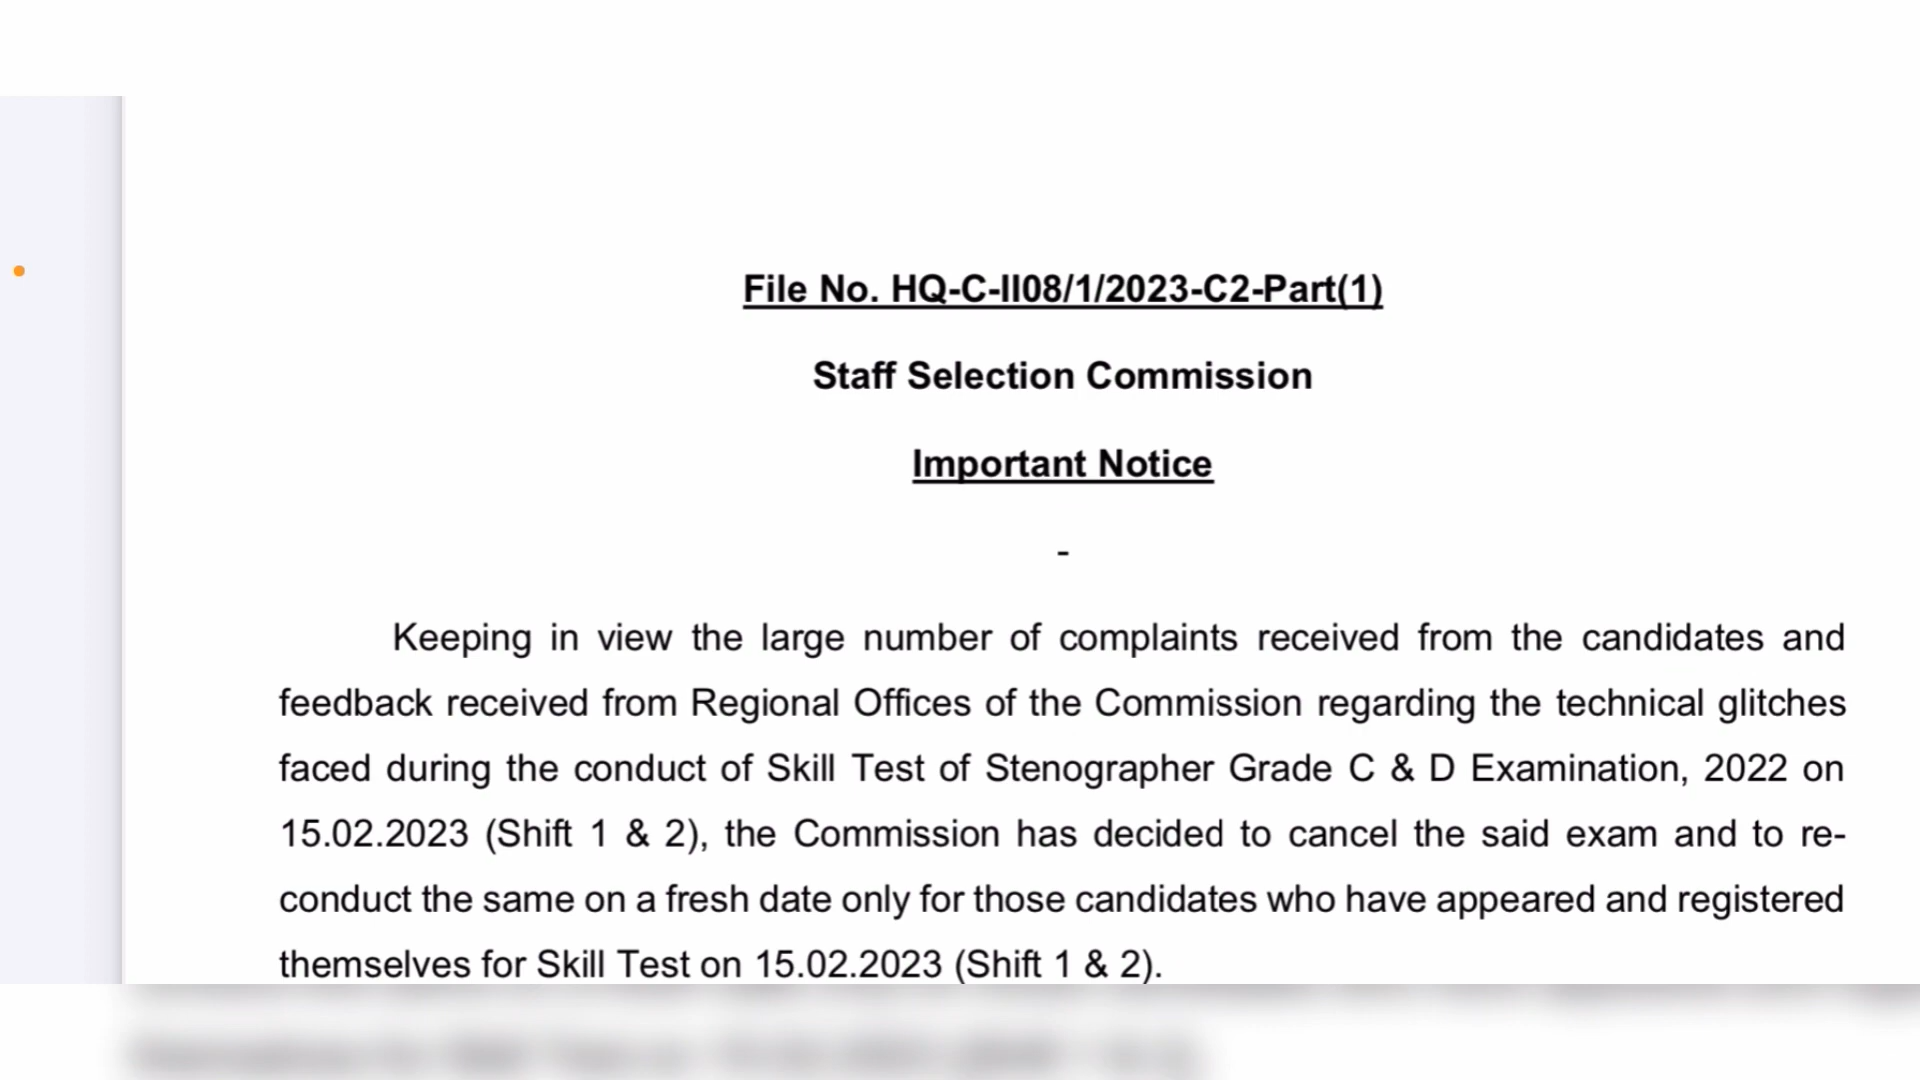 File No. HQ-C-II08/1/2023-C2-Part(1)
Staff Selection Commission
Important Notice
-
Keeping in view the large number of complaints received from the candidates and
feedback received from Regional Offices of the Commission regarding the technical glitches
faced during the conduct of Skill Test of Stenographer Grade C & D Examination, 2022 on
15.02.2023 (Shift 1 & 2), the Commission has decided to cancel the said exam and to re-
conduct the same on a fresh date only for those candidates who have appeared and registered
themselves for Skill Test on 15.02.2023 (Shift 1 & 2).